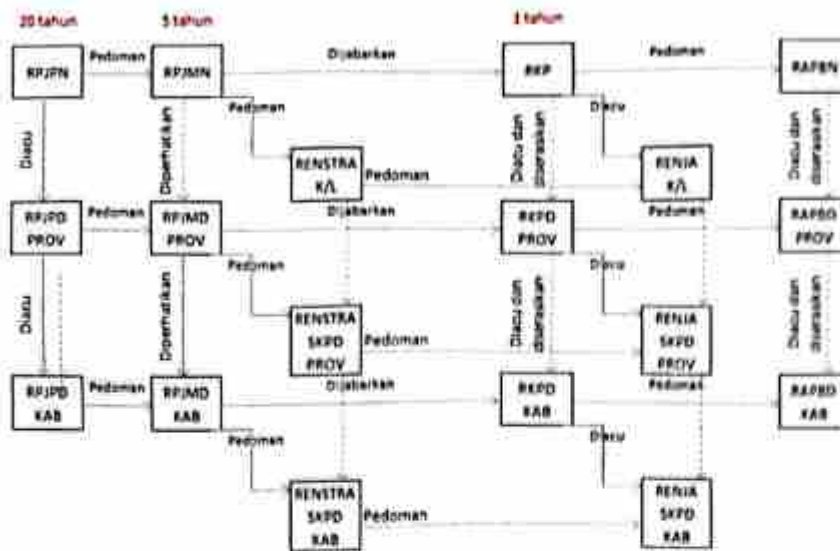 20 tahun 5 tahun 1 tahun
Pedoman Dijabarkan Pedoman
RPJPN RPJMN RKP RAPBN
Diacu Dipernatikan Pedoman Diacu dan diserasikan Diacu Diacu dan diserasikan
RENSTRA
K/L
Pedoman
RENJA
K/L
Pedoman Dijabarkan Pedoman
RPJPD
PROV
RPJMD
PROV
RKPD
PROV
RAPBD
PROV
Diacu Dipernatikan Pedoman Diacu dan diserasikan Diacu Diacu dan diserasikan
RENSTRA
SKPD
PROV
Pedoman
RENJA
SKPD
PROV
Pedoman Dijabarkan Pedoman
RPJPD
KAB
RPJMD
KAB
RKPD
KAB
RAPBD
KAB
Pedoman Diacu
RENSTRA
SKPD
KAB
Pedoman
RENJA
SKPD
KAB